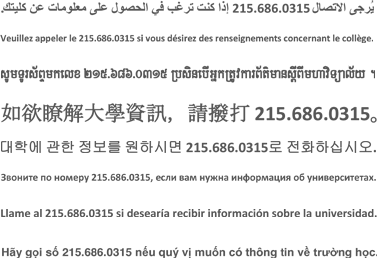 يُرجى الاتصال 215.686.0315 إذا كنت ترغب في الحصول على معلومات عن كليتك.
Veuillez appeler le 215.686.0315 si vous désirez des renseignements concernant le collège.
សូមទូរស័ព្ទមកលេខ ២១៥.៦៨៦.០៣១៥ ប្រសិនបើអ្នកត្រូវការព័ត៌មានស្តីពីមហាវិទ្យាល័យ ។
如欲瞭解大學資訊，請撥打 215.686.0315。
대학에 관한 정보를 원하시면 215.686.0315로 전화하십시오.
Звоните по номеру 215.686.0315, если вам нужна информация об университетах.
Llame al 215.686.0315 si desearía recibir información sobre la universidad.
Hãy gọi số 215.686.0315 nếu quý vị muốn có thông tin về trường học.